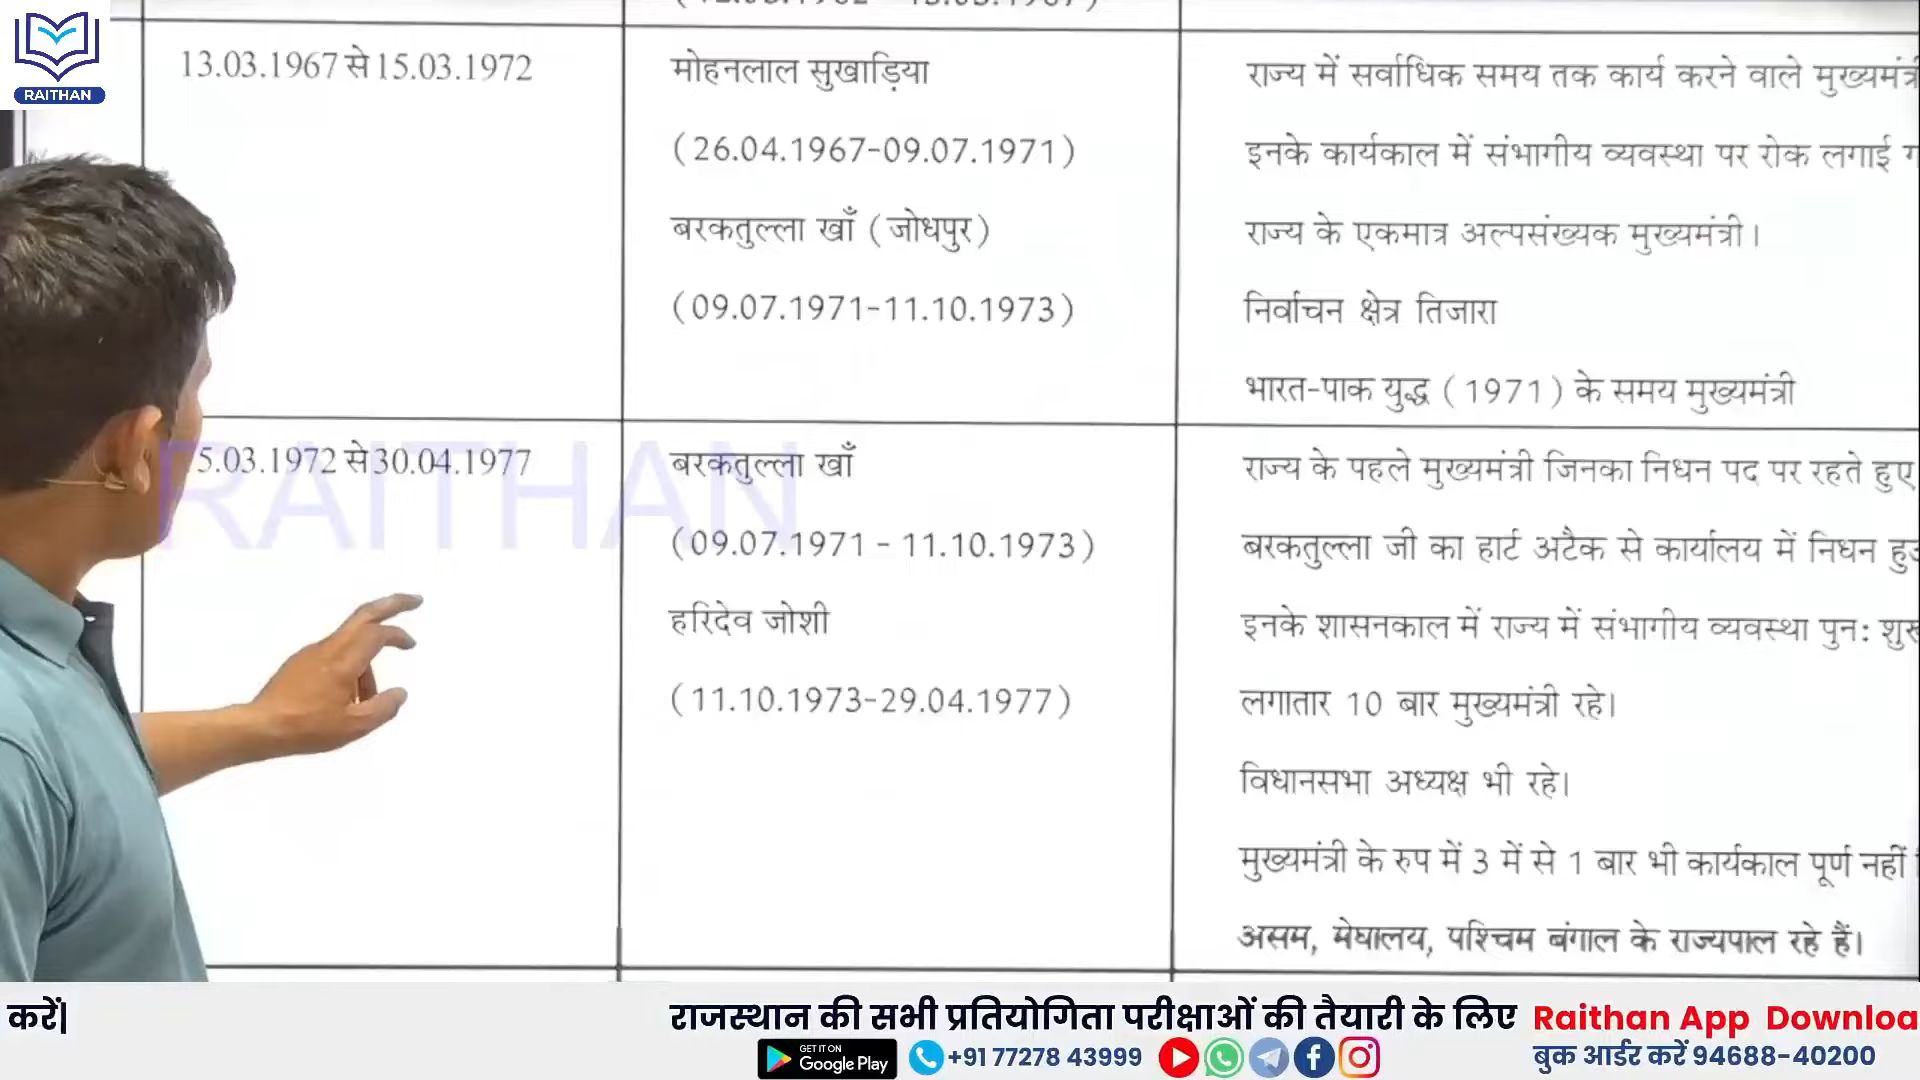 RAITHAN
13.03.1967 से 15.03.1972
मोहनलाल सुखाड़िया
(26.04.1967-09.07.1971)
बरकतुल्ला खाँ (जोधपुर)
(09.07.1971-11.10.1973)
राज्य में सर्वाधिक समय तक कार्य करने वाले मुख्यमंत्री
इनके कार्यकाल में संभागीय व्यवस्था पर रोक लगाई
राज्य के एकमात्र अल्पसंख्यक मुख्यमंत्री।
निर्वाचन क्षेत्र तिजारा
भारत-पाक युद्ध (1971) के समय मुख्यमंत्री
5.03.1972 से 30.04.1977
बरकतुल्ला खाँ
(09.07.1971 - 11.10.1973)
हरिदेव जोशी
(11.10.1973-29.04.1977)
राज्य के पहले मुख्यमंत्री जिनका निधन पद पर रहते हुए
बरकतुल्ला जी का हार्ट अटैक से कार्यालय में निधन
इनके शासनकाल में राज्य में संभागीय व्यवस्था पुन:
लगातार 10 बार मुख्यमंत्री रहे।
विधानसभा अध्यक्ष भी रहे।
मुख्यमंत्री के रुप में 3 में से 1 बार भी कार्यकाल पूर्ण नहीं
असम, मेघालय, पश्चिम बंगाल के राज्यपाल रहे हैं।
RAITHAN
करें|
राजस्थान की सभी प्रतियोगिता परीक्षाओं की तैयारी के लिए Raithan App Downloa
GET IT ON
Google Play
+91 77278 43999
बुक आर्डर करें 94688-40200